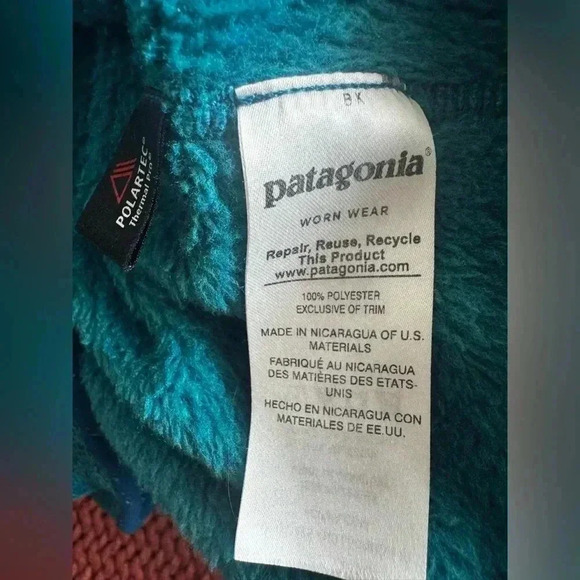 POLARTEC®
Thermal Pro®
BK
patagonia®
WORN WEAR
Repair, Reuse, Recycle
This Product
www.patagonia.com
100% POLYESTER
EXCLUSIVE OF TRIM
MADE IN NICARAGUA OF U.S.
MATERIALS
FABRIQUÉ AU NICARAGUA
DES MATIÈRES DES ETATS-
UNIS
HECHO EN NICARAGUA CON
MATERIALES DE EE.UU.